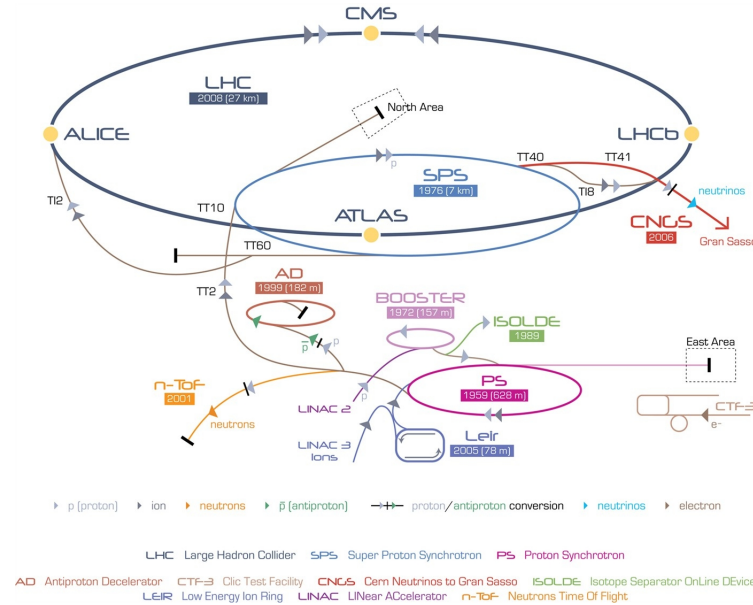 CMS
LHC
2008 (27 km)
North Area
ALICE
LHCb
TT40
TT41
p
SPS
1976 (7 km)
TI2
TI8
neutrinos
TT10
ATLAS
CNGS
2006
Gran Sasso
TT60
AD
1999 (182 m)
TT2
BOOSTER
1972 (157 m)
ISOLDE
1989
p
p̅
East Area
n-ToF
2001
PS
1959 (628 m)
p
LINAC 2
neutrons
CTF-3
e-
LINAC 3
Ions
Leir
2005 (78 m)
p (proton) ion neutrons p̅ (antiproton) proton/antiproton conversion neutrinos electron
LHC Large Hadron Collider SPS Super Proton Synchrotron PS Proton Synchrotron
AD Antiproton Decelerator CTF-3 Clic Test Facility CNGS Cern Neutrinos to Gran Sasso ISOLDE Isotope Separator OnLine DEvice
LEIR Low Energy Ion Ring LINAC LINear ACcelerator n-ToF Neutrons Time Of Flight